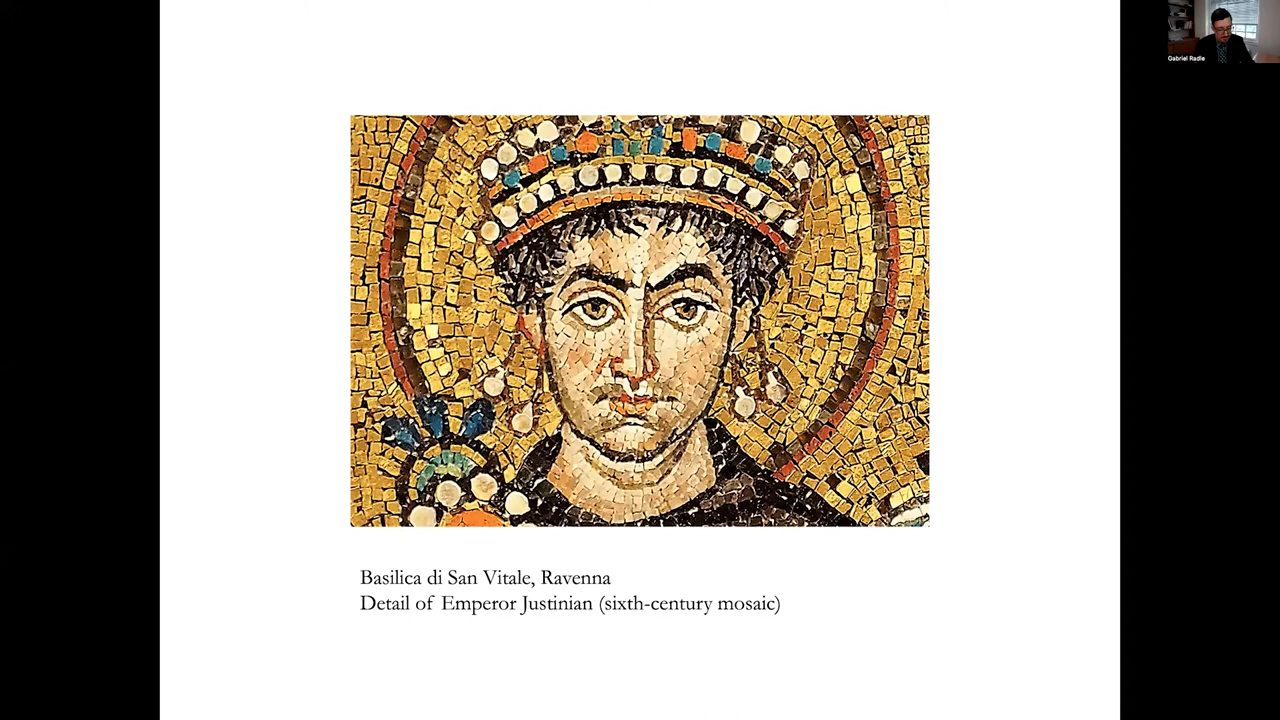 Gabriel Radle
Basilica di San Vitale, Ravenna
Detail of Emperor Justinian (sixth-century mosaic)